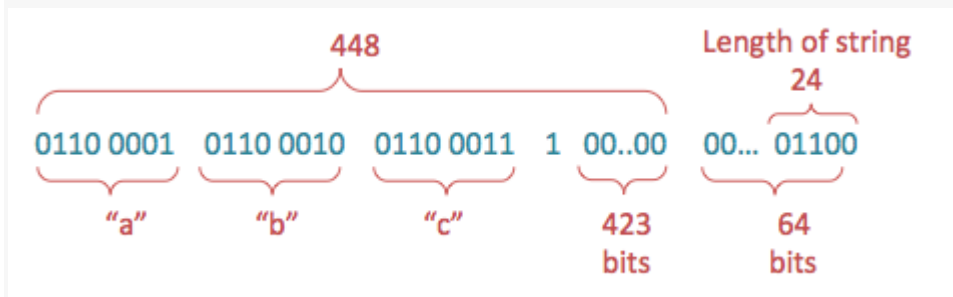 448
Length of string
24
0110 0001 0110 0010 0110 0011 1 00..00 00... 01100
“a” “b” “c” 423 64
bits bits